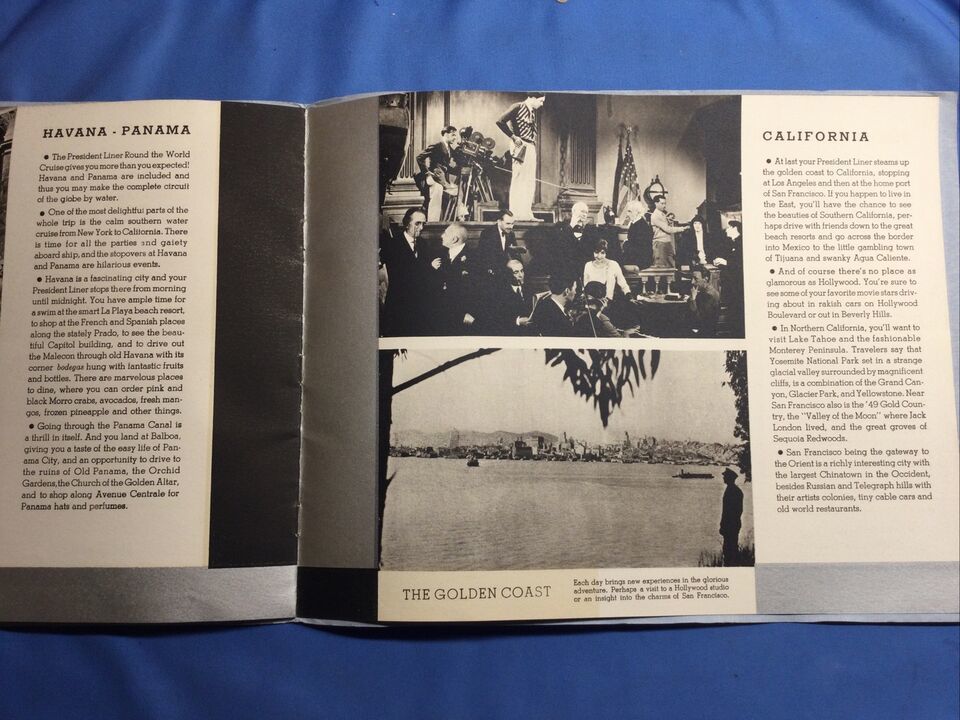 HAVANA - PANAMA
● The President Liner Round the World
Cruise gives you more than you expected!
Havana and Panama are included and
thus you may make the complete circuit
of the globe by water.
● One of the most delightful parts of the
whole trip is the calm southern water
cruise from New York to California. There
is time for all the parties and gaiety
aboard ship, and the stopovers at Havana
and Panama are hilarious events.
● Havana is a fascinating city and your
President Liner stops there from morning
until midnight. You have ample time for
a swim at the smart La Playa beach resort,
to shop at the French and Spanish places
along the stately Prado, to see the beau-
tiful Capitol building, and to drive out
the Malecon through old Havana with its
corner bodegas hung with fantastic fruits
and bottles. There are marvelous places
to dine, where you can order pink and
black Morro crabs, avocados, fresh man-
gos, frozen pineapple and other things.
● Going through the Panama Canal is
a thrill in itself. And you land at Balboa,
giving you a taste of the easy life of Pan-
ama City, and an opportunity to drive to
the ruins of Old Panama, the Orchid
Gardens, the Church of the Golden Altar,
and to shop along Avenue Centrale for
Panama hats and perfumes.
THE GOLDEN COAST
Each day brings new experiences in the glorious
adventure. Perhaps a visit to a Hollywood studio
or an insight into the charms of San Francisco.
CALIFORNIA
● At last your President Liner steams up
the golden coast to California, stopping
at Los Angeles and then at the home port
of San Francisco. If you happen to live in
the East, you'll have the chance to see
the beauties of Southern California, per-
haps drive with friends down to the great
beach resorts and go across the border
into Mexico to the little gambling town
of Tijuana and swanky Agua Caliente.
● And of course there's no place as
glamorous as Hollywood. You're sure to
see some of your favorite movie stars driv-
ing about in rakish cars on Hollywood
Boulevard or out in Beverly Hills.
● In Northern California, you'll want to
visit Lake Tahoe and the fashionable
Monterey Peninsula. Travelers say that
Yosemite National Park set in a strange
glacial valley surrounded by magnificent
cliffs, is a combination of the Grand Can-
yon, Glacier Park, and Yellowstone. Near
San Francisco also is the '49 Gold Coun-
try, the "Valley of the Moon" where Jack
London lived, and the great groves of
Sequoia Redwoods.
● San Francisco being the gateway to
the Orient is a richly interesting city with
the largest Chinatown in the Occident,
besides Russian and Telegraph hills with
their artists colonies, tiny cable cars and
old world restaurants.